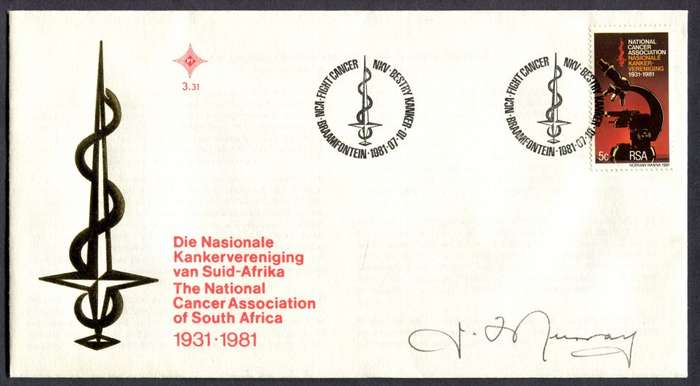 3.31
NCA·FIGHT CANCER
NKV·BESTRY KANKER
BRAAMFONTEIN·1981·07·10
NCA·FIGHT CANCER
NKV·BESTRY KANKER
BRAAMFONTEIN·1981·07·10
NATIONAL
CANCER
ASSOCIATION
NASIONALE
KANKER-
VERENIGING
1931-1981
5c RSA
Die Nasionale
Kankervereniging
van Suid-Afrika
The National
Cancer Association
of South Africa
1931·1981
Murray